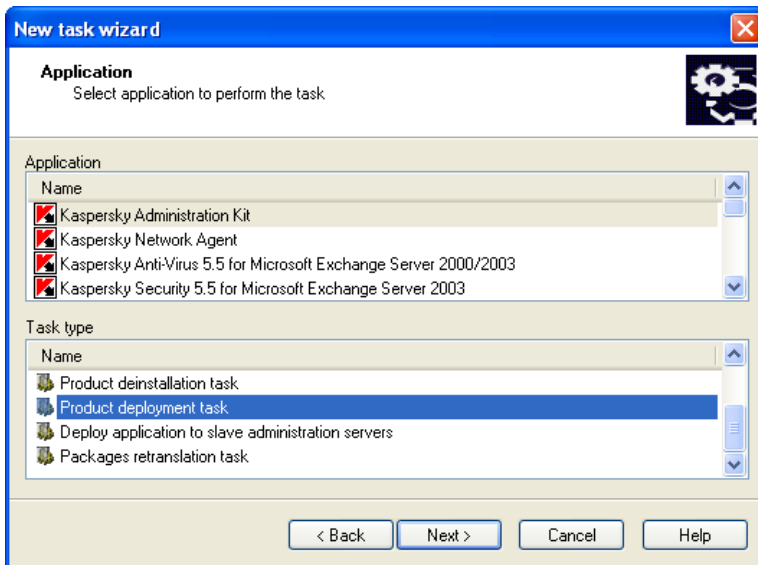 New task wizard
Application
Select application to perform the task
Application
Name
Kaspersky Administration Kit
Kaspersky Network Agent
Kaspersky Anti-Virus 5.5 for Microsoft Exchange Server 2000/2003
Kaspersky Security 5.5 for Microsoft Exchange Server 2003
Task type
Name
Product deinstallation task
Product deployment task
Deploy application to slave administration servers
Packages retranslation task
< Back Next > Cancel Help